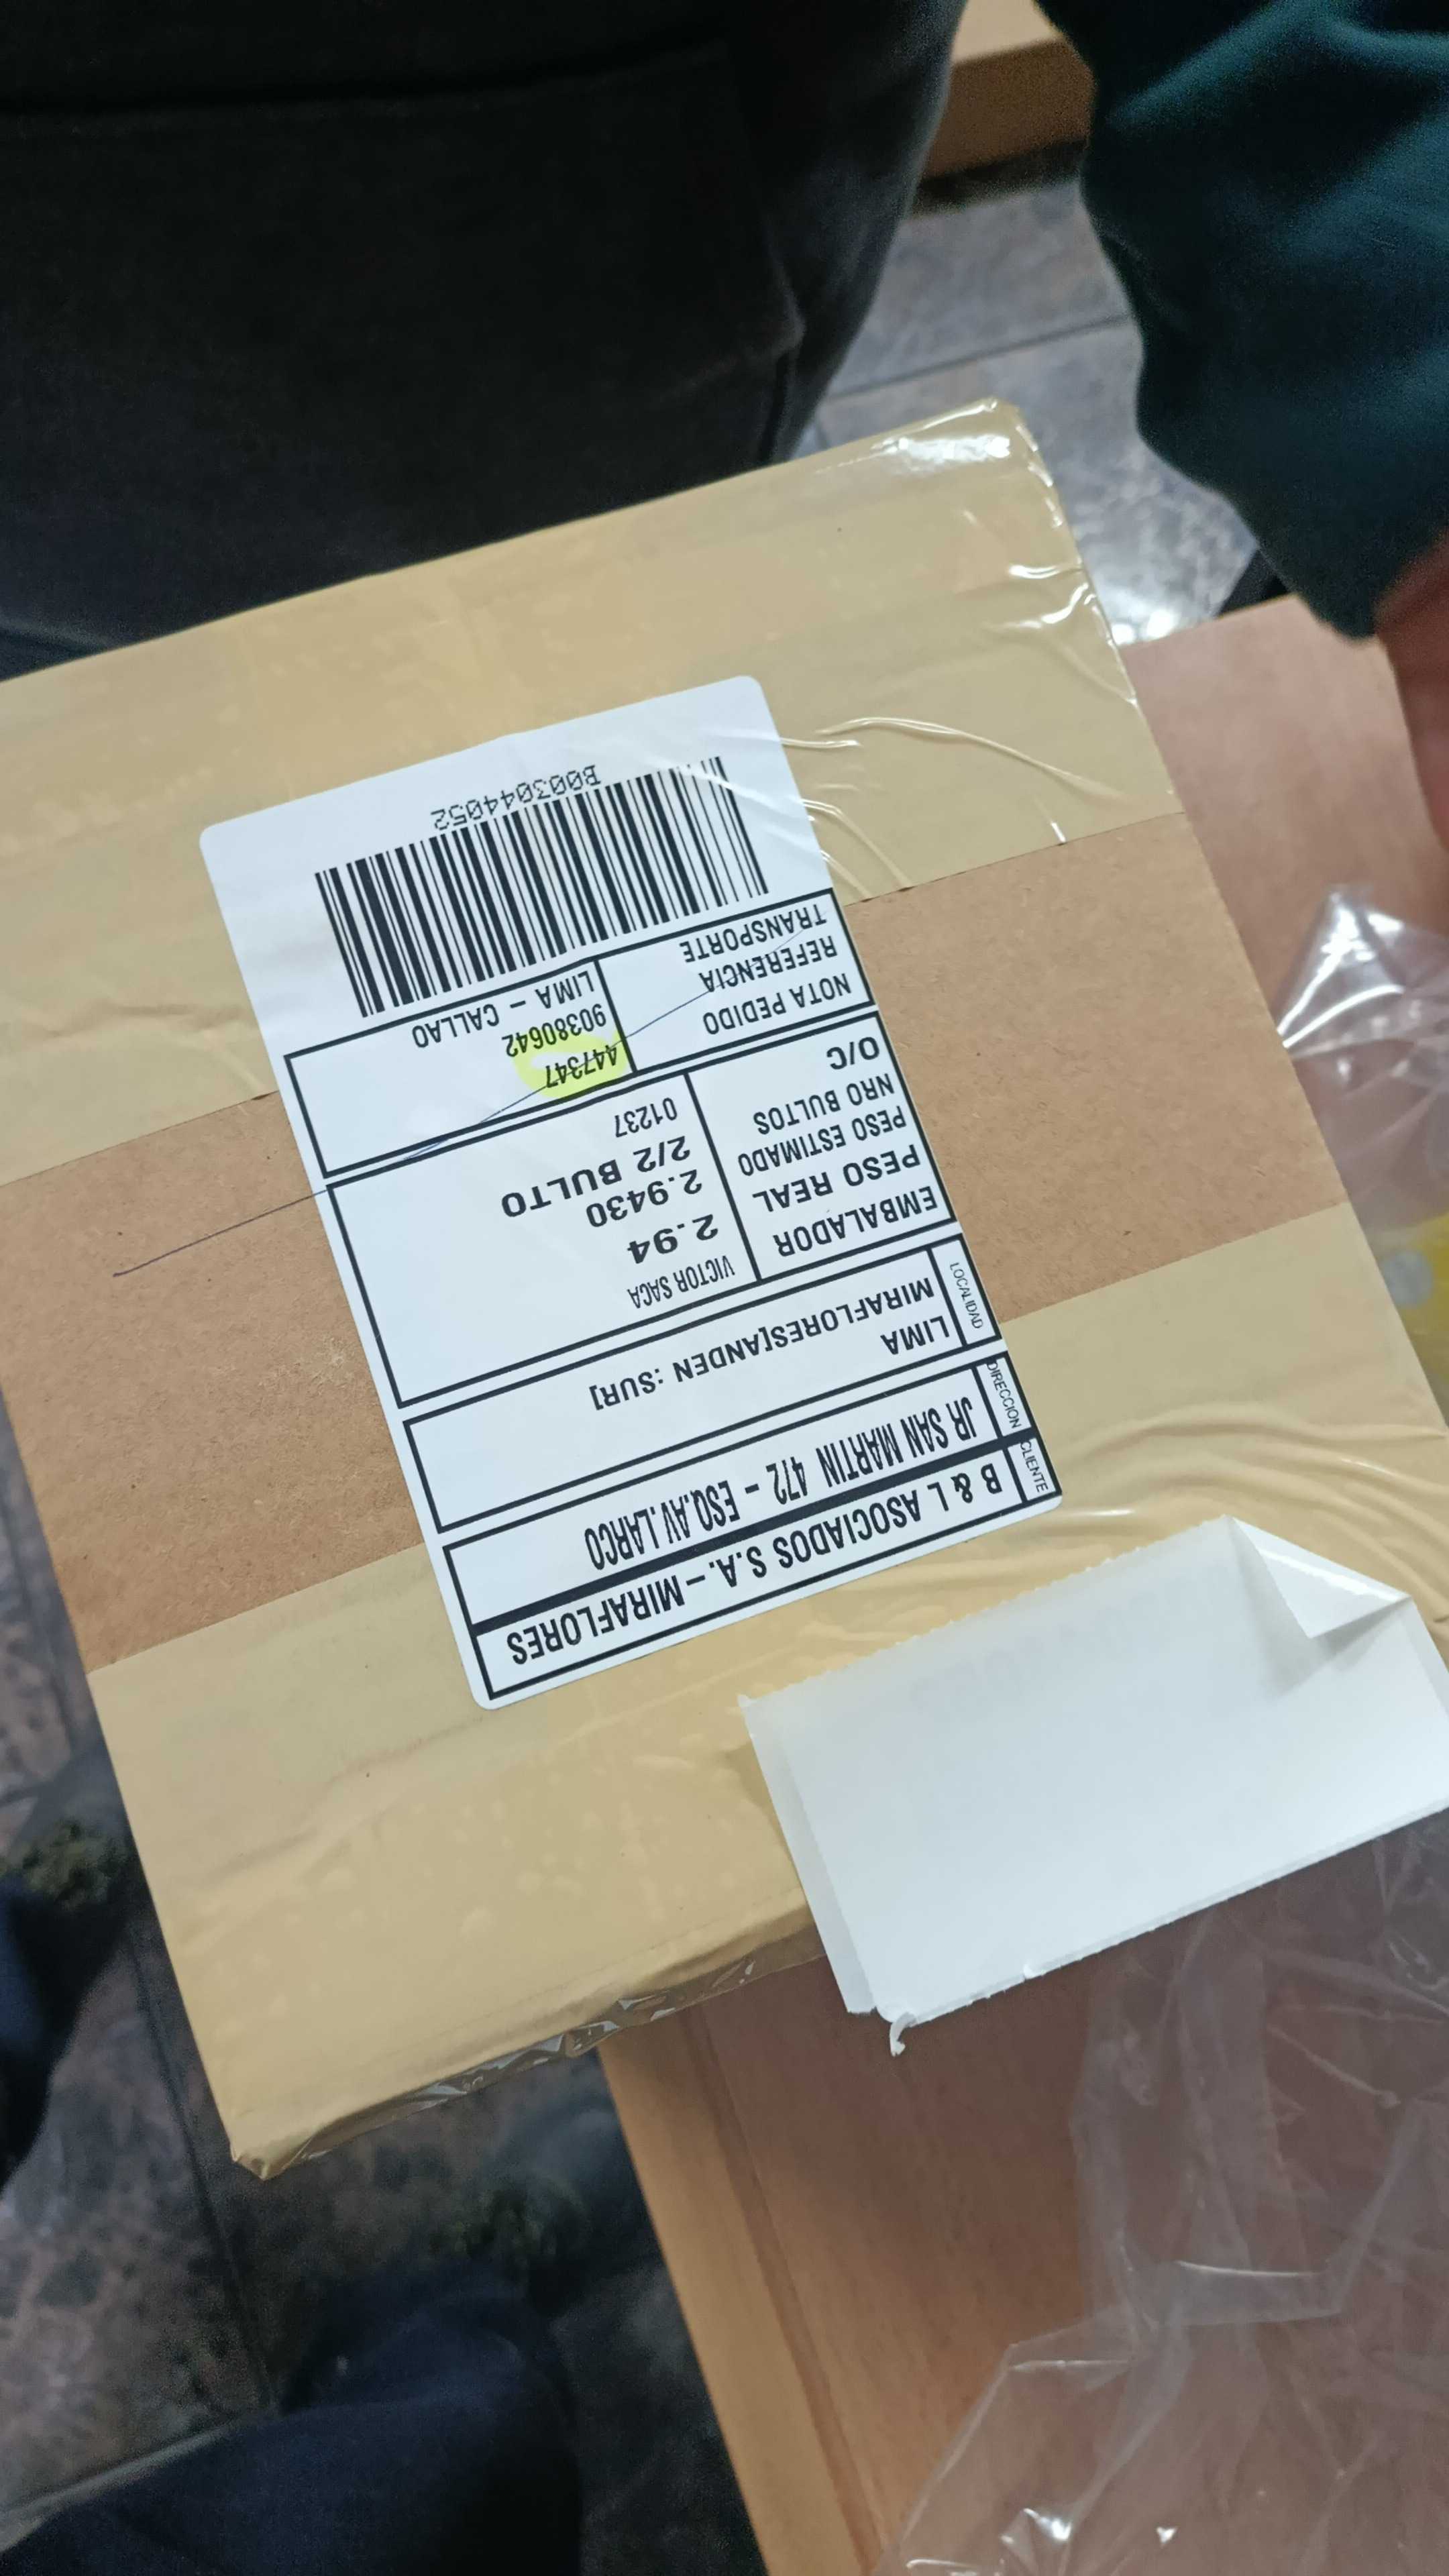 CLIENTE B & L ASOCIADOS S.A. - MIRAFLORES
DIRECCION JR SAN MARTIN 472 - ESQ.AV.LARCO
LOCALIDAD LIMA
MIRAFLORES[ANDEN : SUR]
EMBALADOR VICTOR SACA
PESO REAL 2.94
PESO ESTIMADO 2.9430
NRO BULTOS 2/2 BULTO
O/C 01237
NOTA PEDIDO 447347
REFERENCIA 90380642
TRANSPORTE LIMA - CALLAO
B003044052